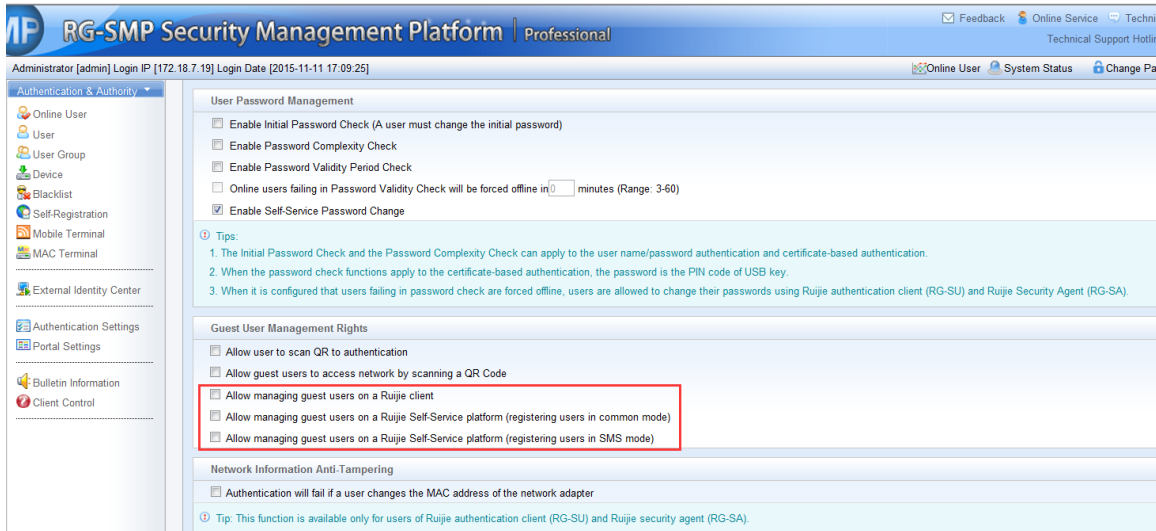 MP RG-SMP Security Management Platform | Professional
Feedback Online Service Techni
Technical Support Hotlin
Administrator [admin] Login IP [172.18.7.19] Login Date [2015-11-11 17:09:25]
Online User System Status Change Pa
Authentication & Authority
Online User
User
User Group
Device
Blacklist
Self-Registration
Mobile Terminal
MAC Terminal
External Identity Center
Authentication Settings
Portal Settings
Bulletin Information
Client Control
User Password Management
Enable Initial Password Check (A user must change the initial password)
Enable Password Complexity Check
Enable Password Validity Period Check
Online users failing in Password Validity Check will be forced offline in 0 minutes (Range: 3-60)
Enable Self-Service Password Change
Tips:
1. The Initial Password Check and the Password Complexity Check can apply to the user name/password authentication and certificate-based authentication.
2. When the password check functions apply to the certificate-based authentication, the password is the PIN code of USB key.
3. When it is configured that users failing in password check are forced offline, users are allowed to change their passwords using Ruijie authentication client (RG-SU) and Ruijie Security Agent (RG-SA).
Guest User Management Rights
Allow user to scan QR to authentication
Allow guest users to access network by scanning a QR Code
Allow managing guest users on a Ruijie client
Allow managing guest users on a Ruijie Self-Service platform (registering users in common mode)
Allow managing guest users on a Ruijie Self-Service platform (registering users in SMS mode)
Network Information Anti-Tampering
Authentication will fail if a user changes the MAC address of the network adapter
Tip: This function is available only for users of Ruijie authentication client (RG-SU) and Ruijie security agent (RG-SA).